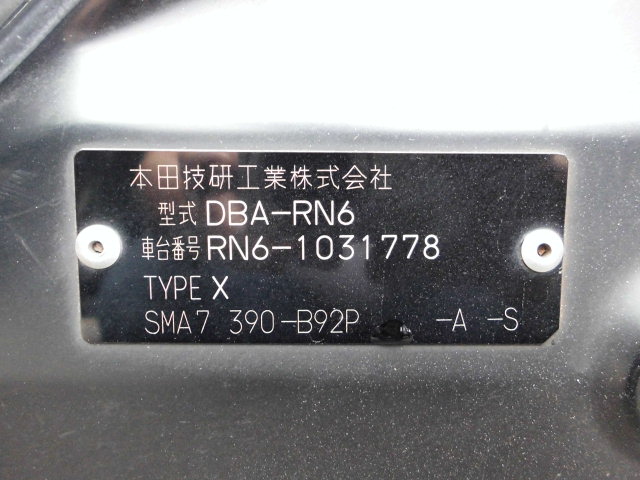 本田技研工業株式会社
型式 DBA-RN6
車台番号 RN6-1031778
TYPE X
SMA7 390-B92P -A -S